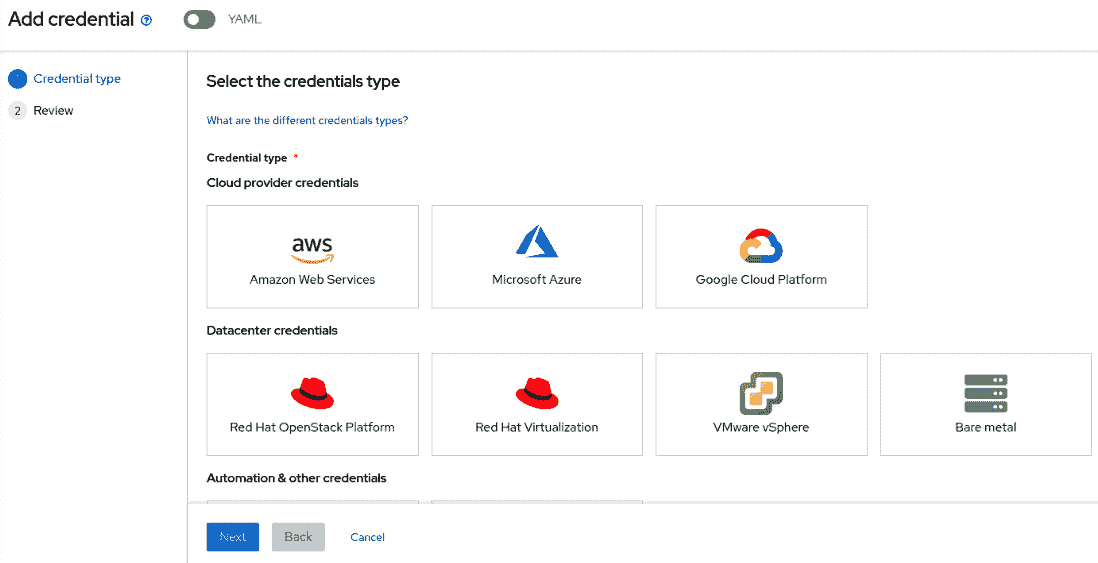 Add credential
YAML
1 Credential type
2 Review
Select the credentials type
What are the different credentials types?
Credential type *
Cloud provider credentials
aws
Amazon Web Services
Microsoft Azure
Google Cloud Platform
Datacenter credentials
Red Hat OpenStack Platform
Red Hat Virtualization
VMware vSphere
Bare metal
Automation & other credentials
Next
Back
Cancel